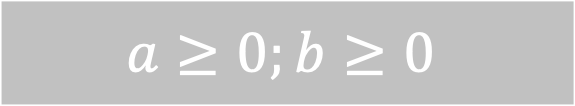 a ≥ 0; b ≥ 0